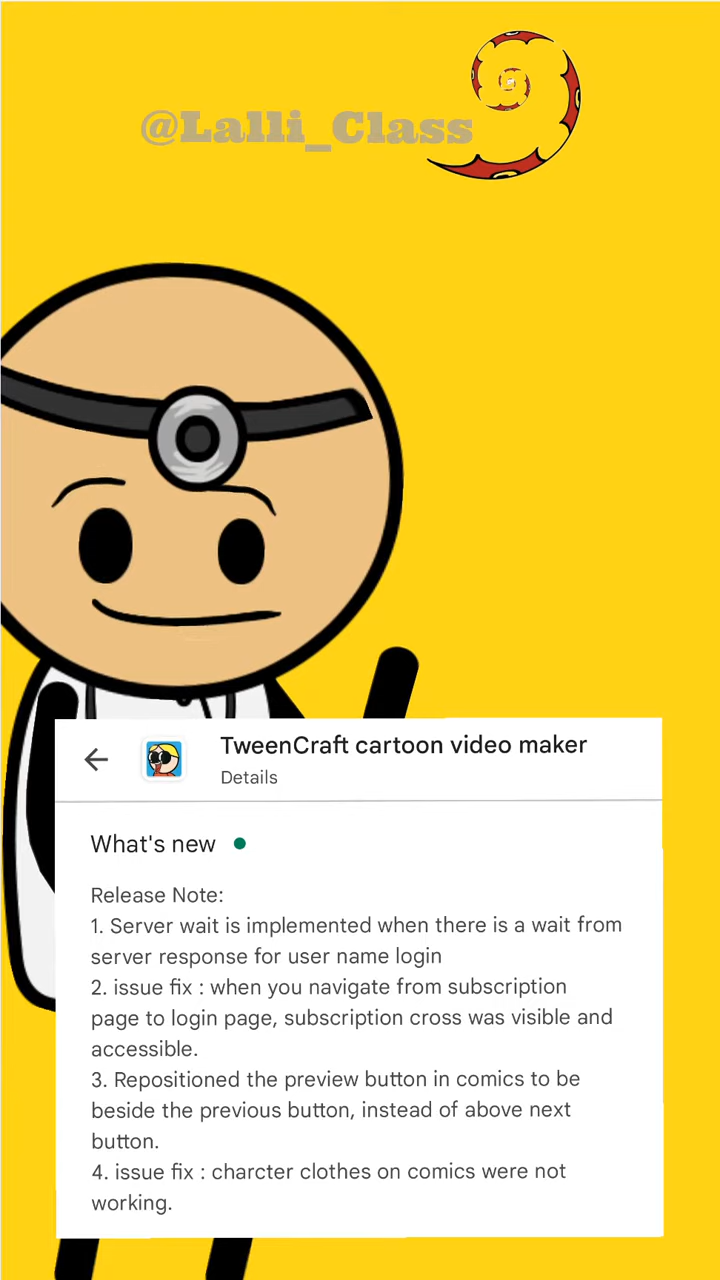 @Lalli_Class
TweenCraft cartoon video maker
Details
What's new
Release Note:
1. Server wait is implemented when there is a wait from
server response for user name login
2. issue fix : when you navigate from subscription
page to login page, subscription cross was visible and
accessible.
3. Repositioned the preview button in comics to be
beside the previous button, instead of above next
button.
4. issue fix : charcter clothes on comics were not
working.